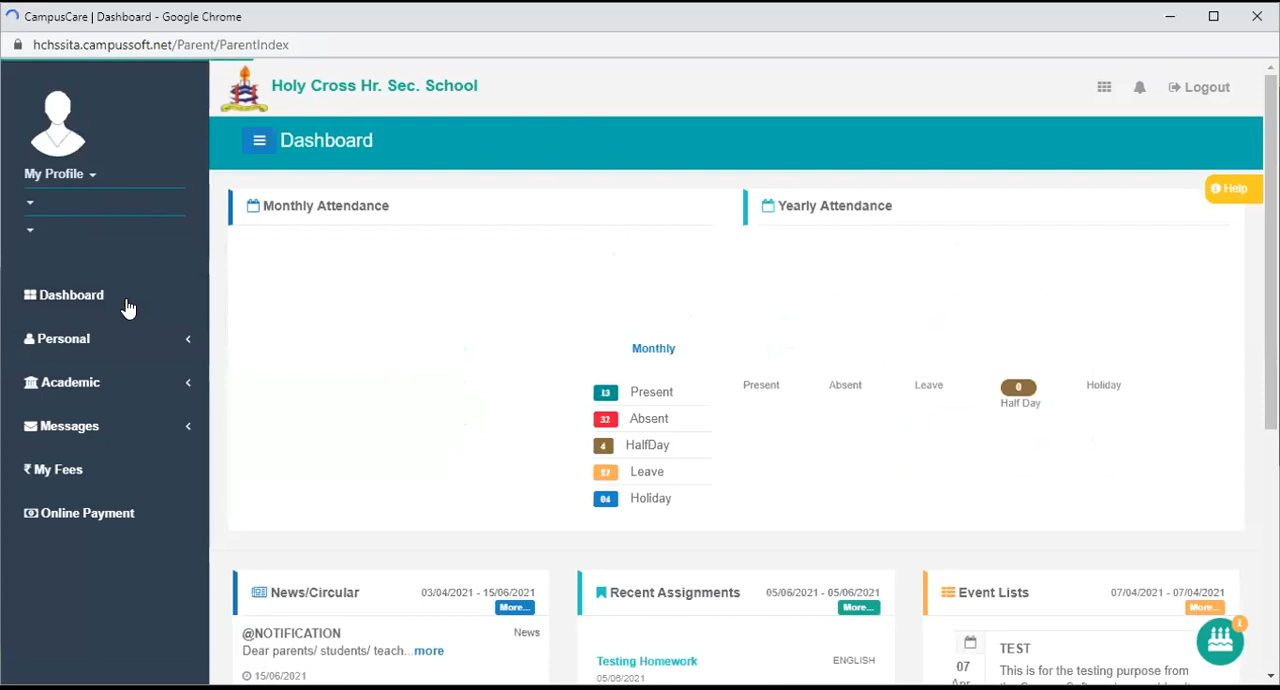 CampusCare | Dashboard - Google Chrome
hchssita.campussoft.net/Parent/ParentIndex
Holy Cross Hr. Sec. School
Logout
Dashboard
Help
My Profile
Dashboard
Personal
Academic
Messages
₹ My Fees
Online Payment
Monthly Attendance
Yearly Attendance
Monthly
13 Present
32 Absent
4 HalfDay
12 Leave
04 Holiday
Present Absent Leave 0 Holiday
Half Day
News/Circular 03/04/2021 - 15/06/2021
More...
@NOTIFICATION News
Dear parents/ students/ teach...more
15/06/2021
Recent Assignments 05/06/2021 - 05/06/2021
More...
Testing Homework ENGLISH
05/06/2021
Event Lists 07/04/2021 - 07/04/2021
More...
1
TEST
07 This is for the testing purpose from
Apr